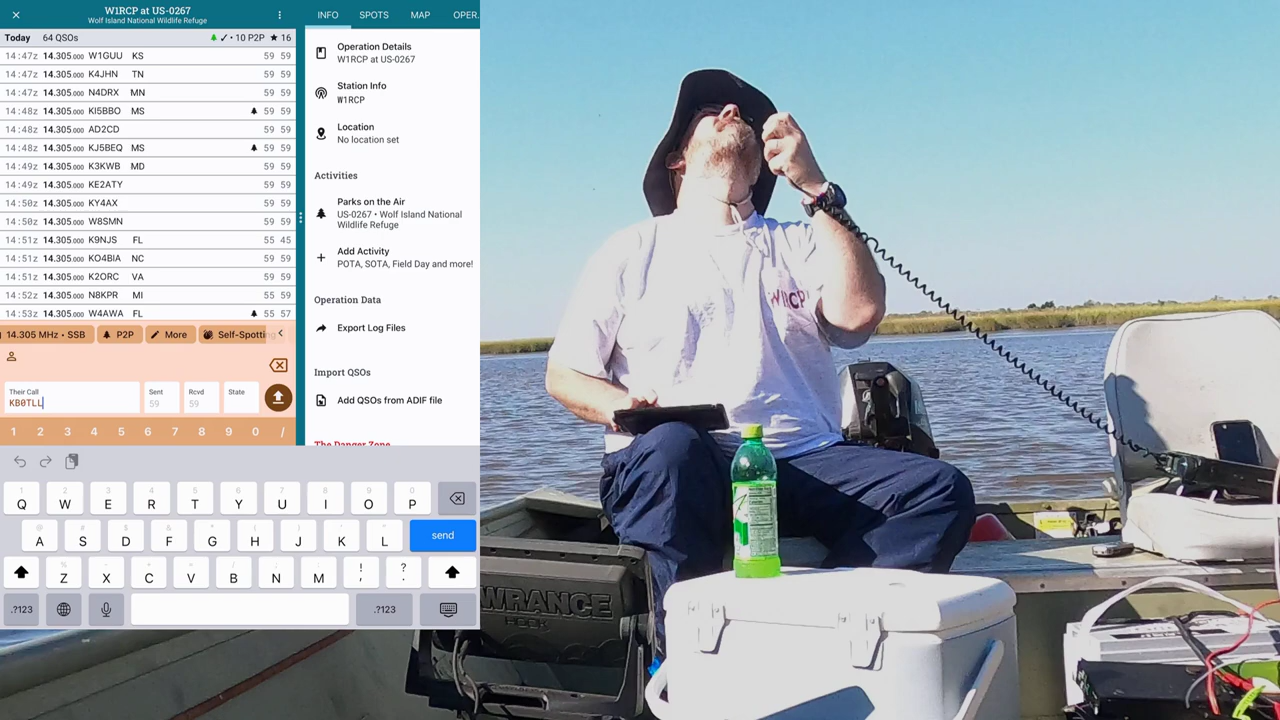 W1RCP at US-0267
Wolf Island National Wildlife Refuge
Today 64 QSOs ✓ • 10 P2P ★ 16
14:47z 14.305.000 W1GUU KS 59 59
14:47z 14.305.000 K4JHN TN 59 59
14:47z 14.305.000 N4DRX MN 59 59
14:48z 14.305.000 KI5BBO MS 59 59
14:48z 14.305.000 AD2CD 59 59
14:48z 14.305.000 KJ5BEQ MS 59 59
14:49z 14.305.000 K3KWB MD 59 59
14:49z 14.305.000 KE2ATY 59 59
14:50z 14.305.000 KY4AX 59 59
14:50z 14.305.000 W8SMN 59 59
14:51z 14.305.000 K9NJS FL 55 45
14:51z 14.305.000 KO4BIA NC 59 59
14:51z 14.305.000 K2ORC VA 59 59
14:52z 14.305.000 N8KPR MI 55 59
14:53z 14.305.000 W4AWA FL 55 57
14.305 MHz • SSB P2P More Self-Spotting
Their Call Sent Rcvd State
KB0TLL 59 59
1 2 3 4 5 6 7 8 9 0 /
INFO SPOTS MAP OPER.
Operation Details
W1RCP at US-0267
Station Info
W1RCP
Location
No location set
Activities
Parks on the Air
US-0267 • Wolf Island National
Wildlife Refuge
+ Add Activity
POTA, SOTA, Field Day and more!
Operation Data
Export Log Files
Import QSOs
Add QSOs from ADIF file
The Danger Zone
1 2 3 4 5 6 7 8 9 0
Q W E R T Y U I O P
A S D F G H J K L send
Z X C V B N M ! , ? .
.?123 .?123
W1RCP
LOWRANCE
HOOK